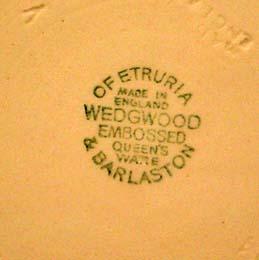 OF ETRURIA
MADE IN
ENGLAND
WEDGWOOD
EMBOSSED
QUEEN'S
WARE
& BARLASTON